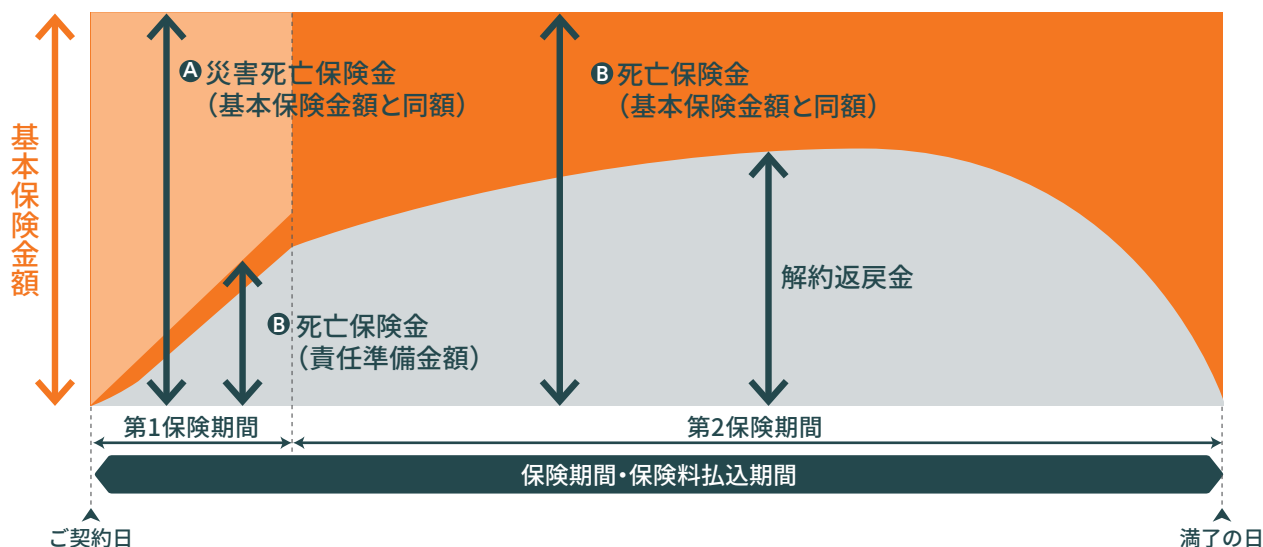 基本保険金額
A 災害死亡保険金
（基本保険金額と同額）
B 死亡保険金
（基本保険金額と同額）
解約返戻金
B 死亡保険金
（責任準備金額）
第1保険期間
第2保険期間
保険期間・保険料払込期間
ご契約日
満了の日